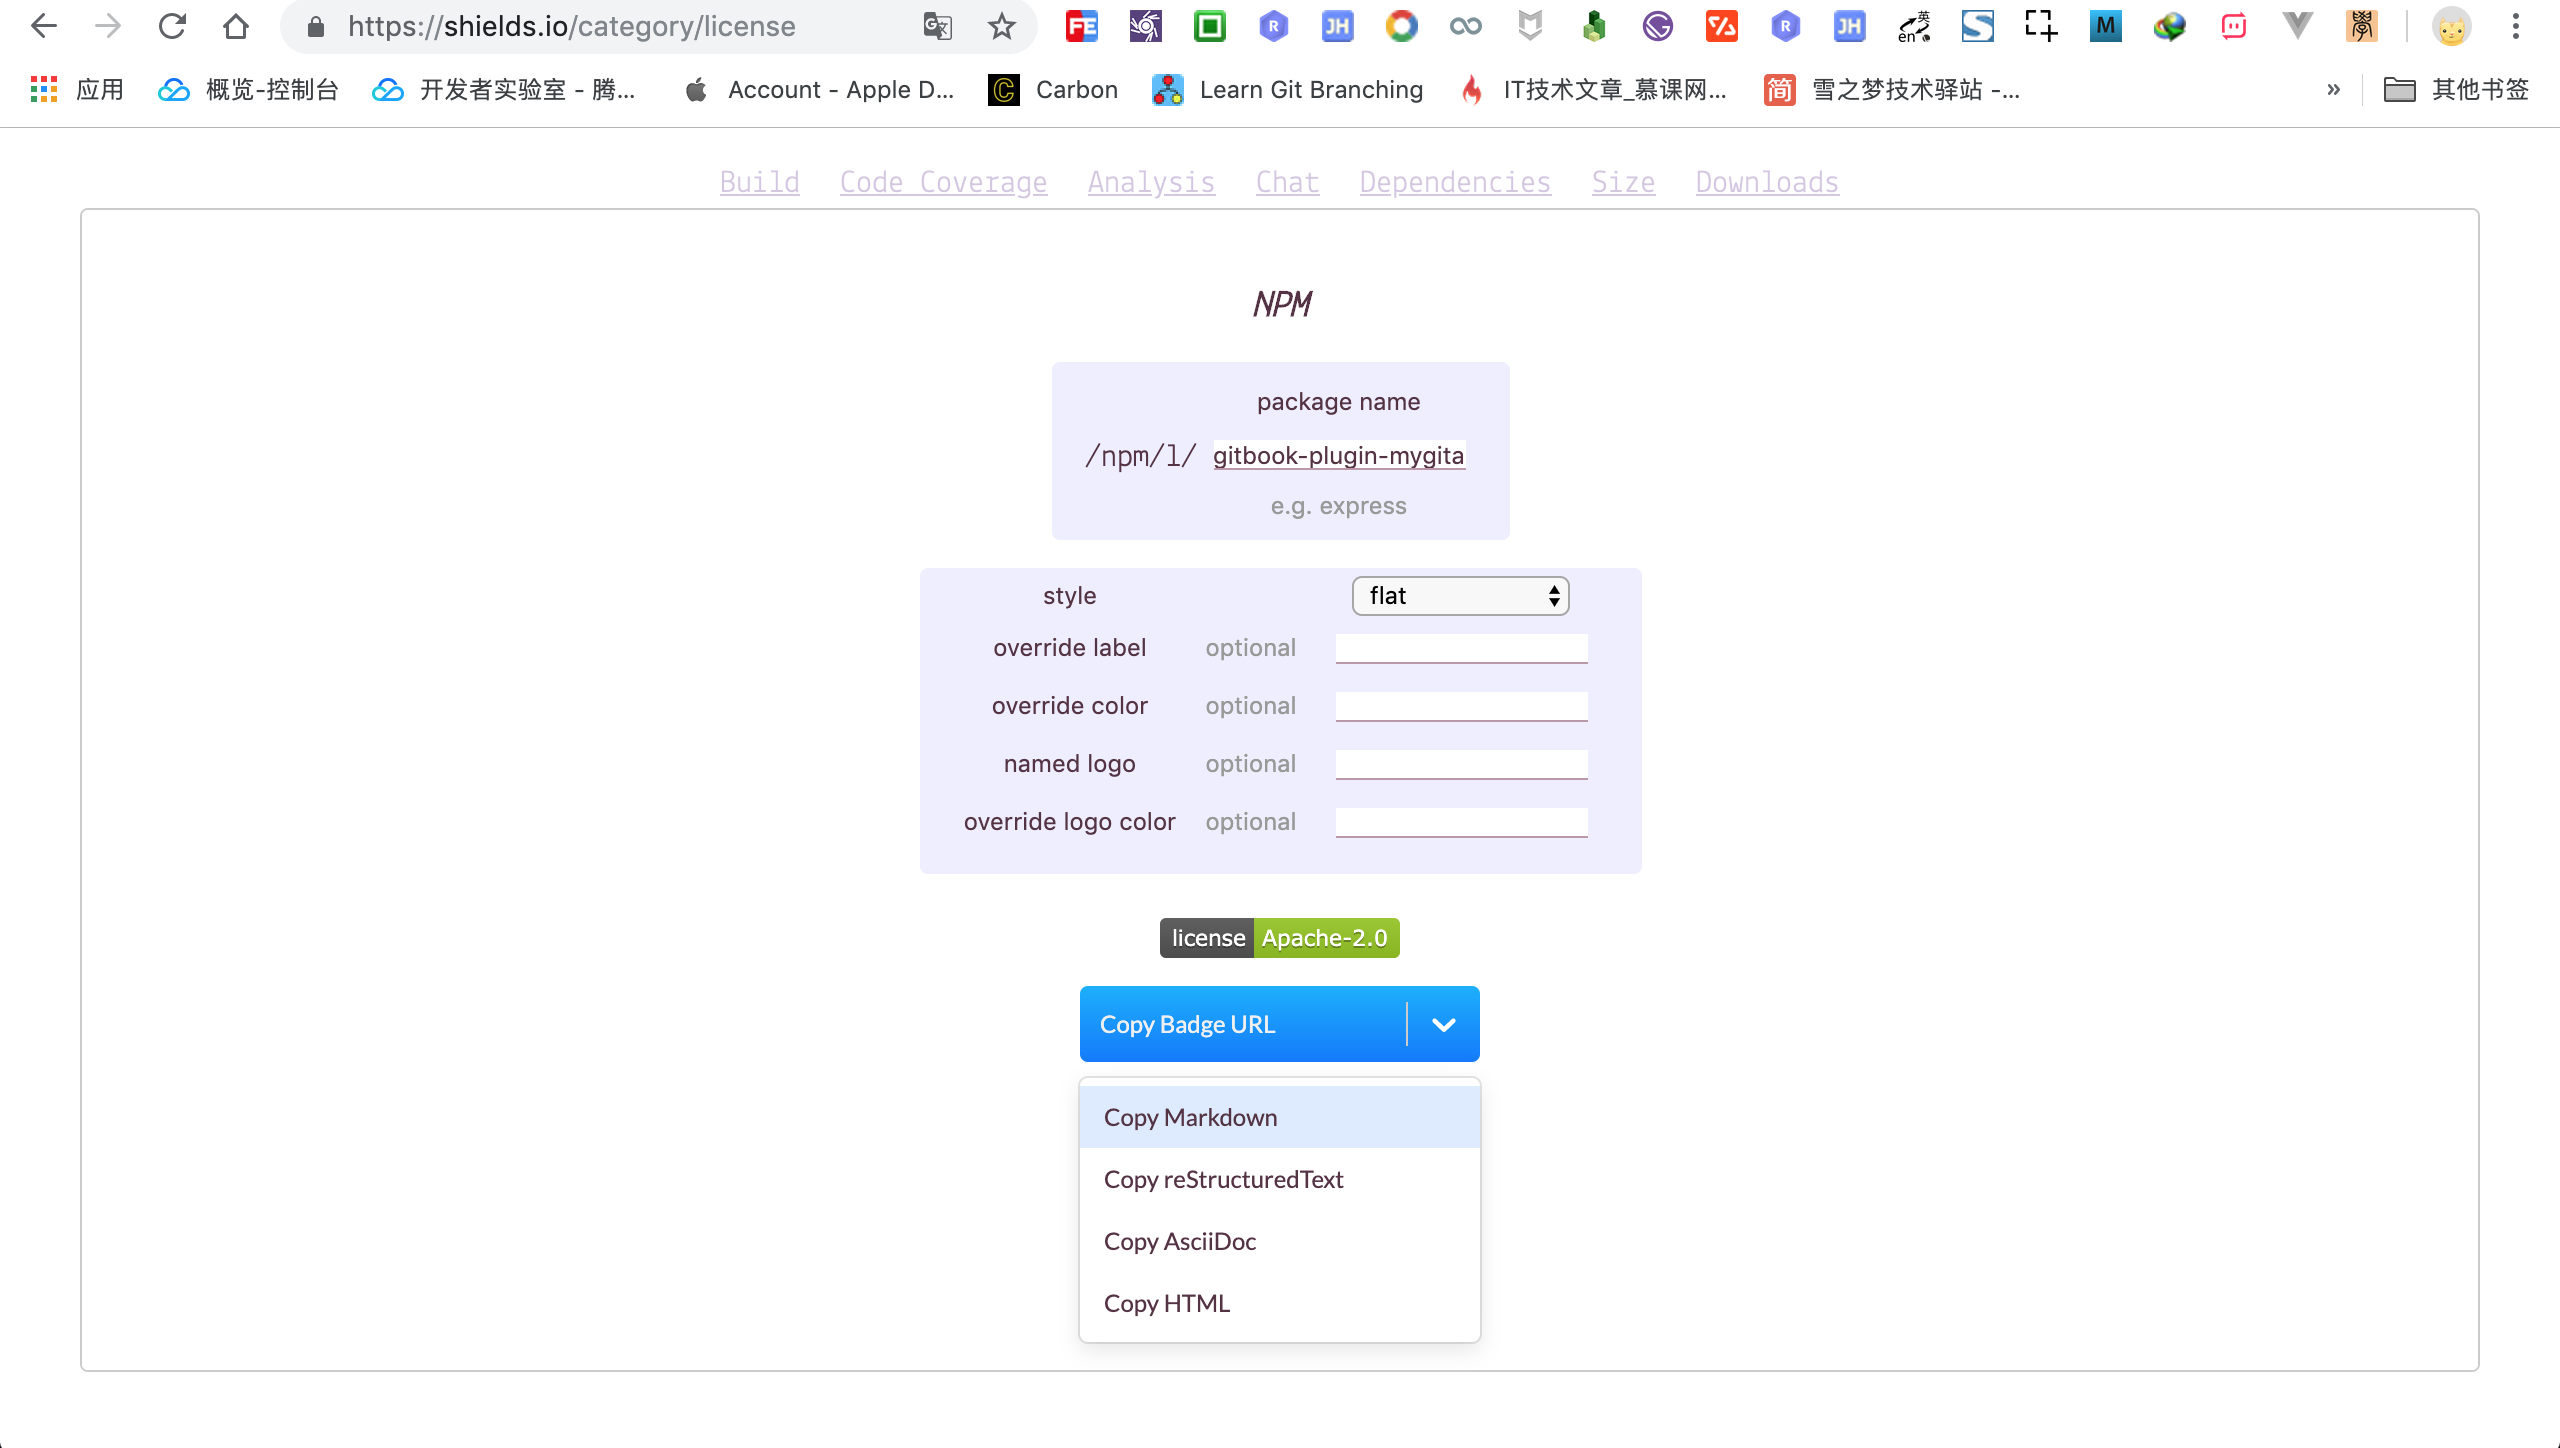 https://shields.io/category/license
应用 概览-控制台 开发者实验室 - 腾... Account - Apple D... Carbon Learn Git Branching IT技术文章_慕课网... 简 雪之梦技术驿站 -... » 其他书签
Build Code Coverage Analysis Chat Dependencies Size Downloads
NPM
package name
/npm/l/ gitbook-plugin-mygita
e.g. express
style flat
override label optional
override color optional
named logo optional
override logo color optional
license Apache-2.0
Copy Badge URL
Copy Markdown
Copy reStructuredText
Copy AsciiDoc
Copy HTML